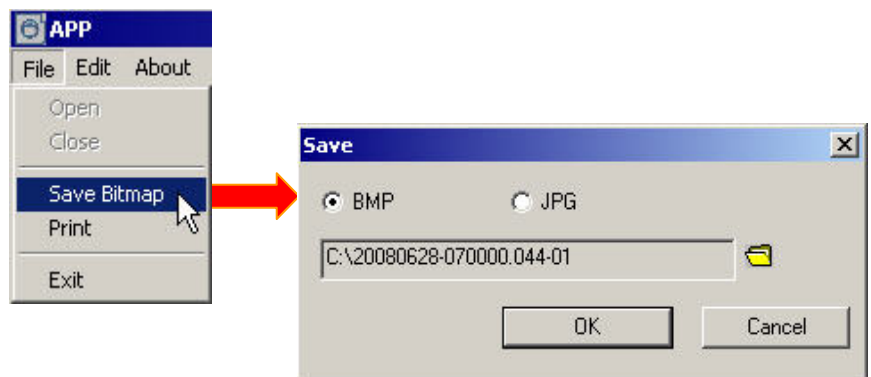 APP
File Edit About
Open
Close
Save Bitmap
Print
Exit
Save
BMP JPG
C:\20080628-070000.044-01
OK Cancel